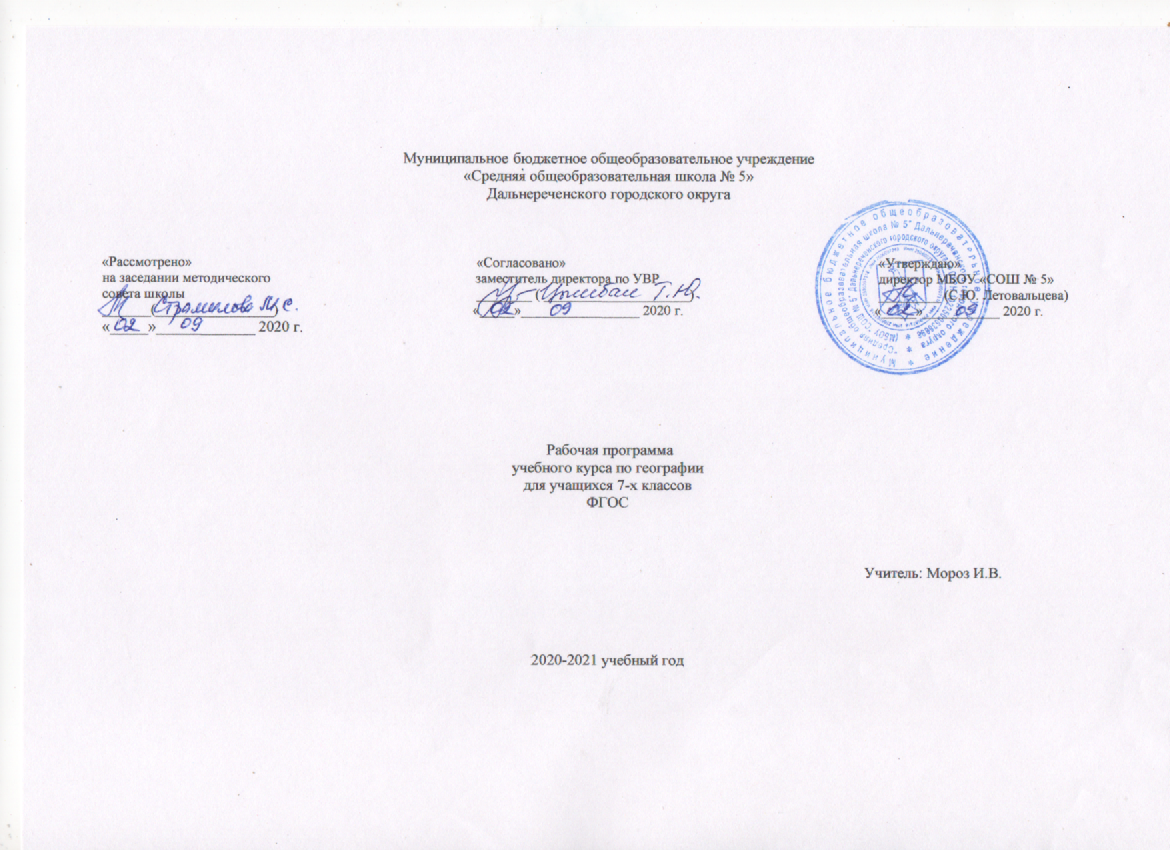 Муниципальное бюджетное общеобразовательное учреждение
«Средняя общеобразовательная школа № 5»
Дальнереченского городского округа
«Рассмотрено»
на заседании методического
совета школы
« 02 » 09 2020 г.
«Согласовано»
заместитель директора по УВР
Т.Ю.
« 02 » 09 2020 г.
«Утверждаю»
директор МБОУ «СОШ № 5»
(С.Ю. Летовальцева)
« 02 » 09 2020 г.
Рабочая программа
учебного курса по географии
для учащихся 7-х классов
ФГОС
Учитель: Мороз И.В.
2020-2021 учебный год